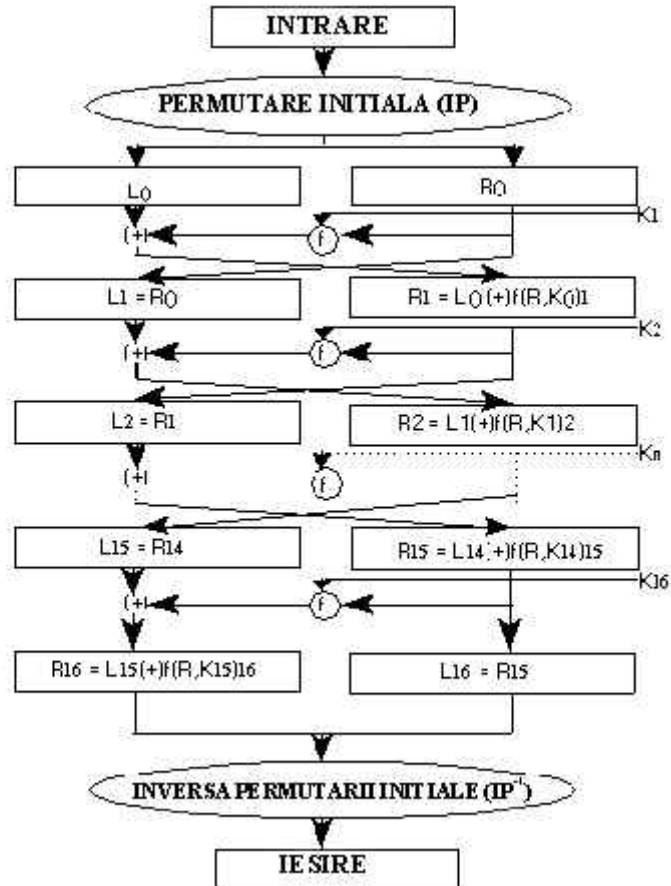 INTRARE
PERMUTARE INITIALA (IP)
L0
R0
K1
(+)
f
L1 = R0
R1 = L0(+)f(R,K0)1
K2
(+)
f
L2 = R1
R2 = L1(+)f(R,K1)2
Kn
(+)
f
L15 = R14
R15 = L14(+)f(R,K14)15
K16
(+)
f
R16 = L15(+)f(R,K15)16
L16 = R15
INVERSA PERMUTARII INITIALE (IP⁻¹)
IESIRE